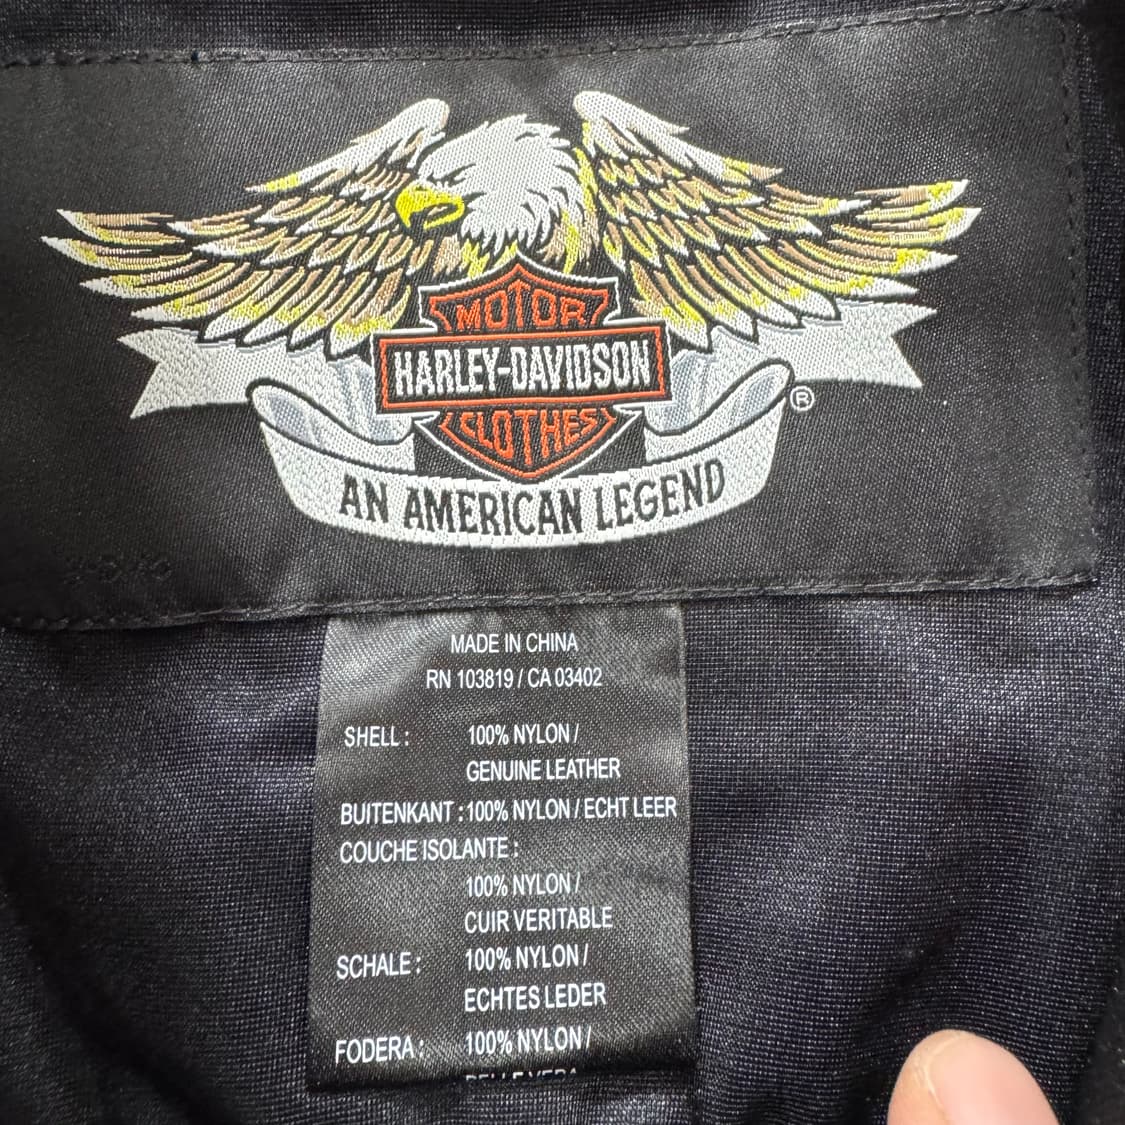 MOTOR
HARLEY-DAVIDSON
CLOTHES
®
AN AMERICAN LEGEND
MADE IN CHINA
RN 103819 / CA 03402
SHELL : 100% NYLON /
GENUINE LEATHER
BUITENKANT : 100% NYLON / ECHT LEER
COUCHE ISOLANTE :
100% NYLON /
CUIR VERITABLE
SCHALE : 100% NYLON /
ECHTES LEDER
FODERA : 100% NYLON /